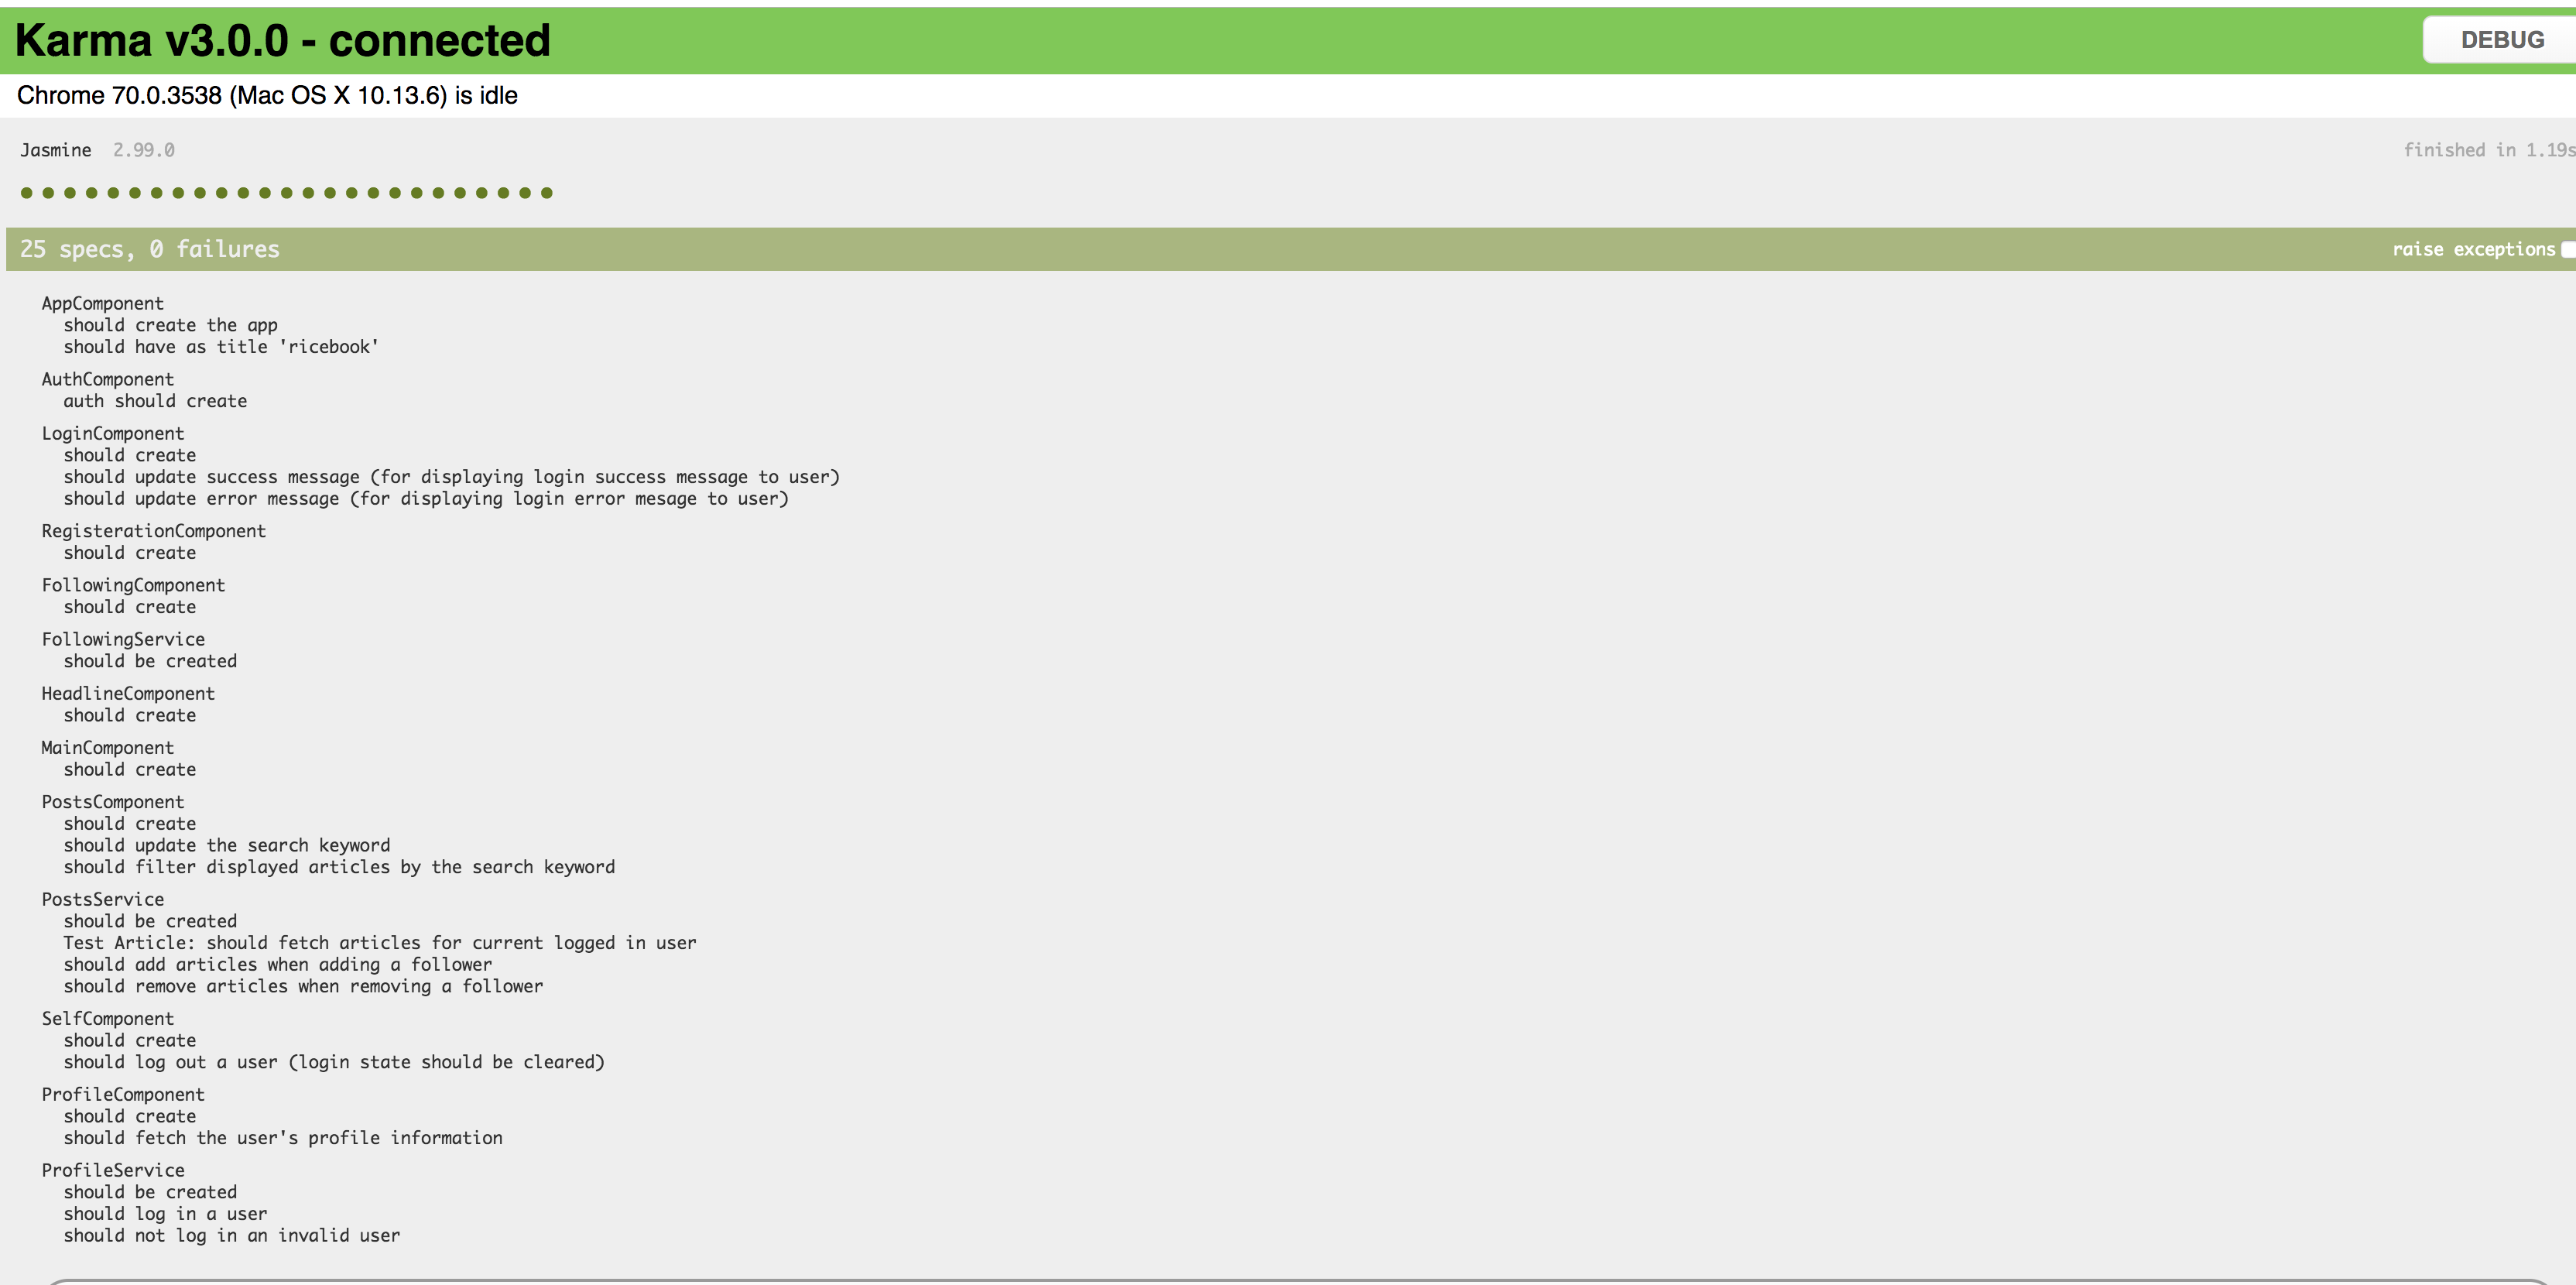 Karma v3.0.0 - connected
DEBUG
Chrome 70.0.3538 (Mac OS X 10.13.6) is idle
Jasmine 2.99.0
finished in 1.19s
25 specs, 0 failures
raise exceptions
AppComponent
should create the app
should have as title 'ricebook'
AuthComponent
auth should create
LoginComponent
should create
should update success message (for displaying login success message to user)
should update error message (for displaying login error mesage to user)
RegisterationComponent
should create
FollowingComponent
should create
FollowingService
should be created
HeadlineComponent
should create
MainComponent
should create
PostsComponent
should create
should update the search keyword
should filter displayed articles by the search keyword
PostsService
should be created
Test Article: should fetch articles for current logged in user
should add articles when adding a follower
should remove articles when removing a follower
SelfComponent
should create
should log out a user (login state should be cleared)
ProfileComponent
should create
should fetch the user's profile information
ProfileService
should be created
should log in a user
should not log in an invalid user